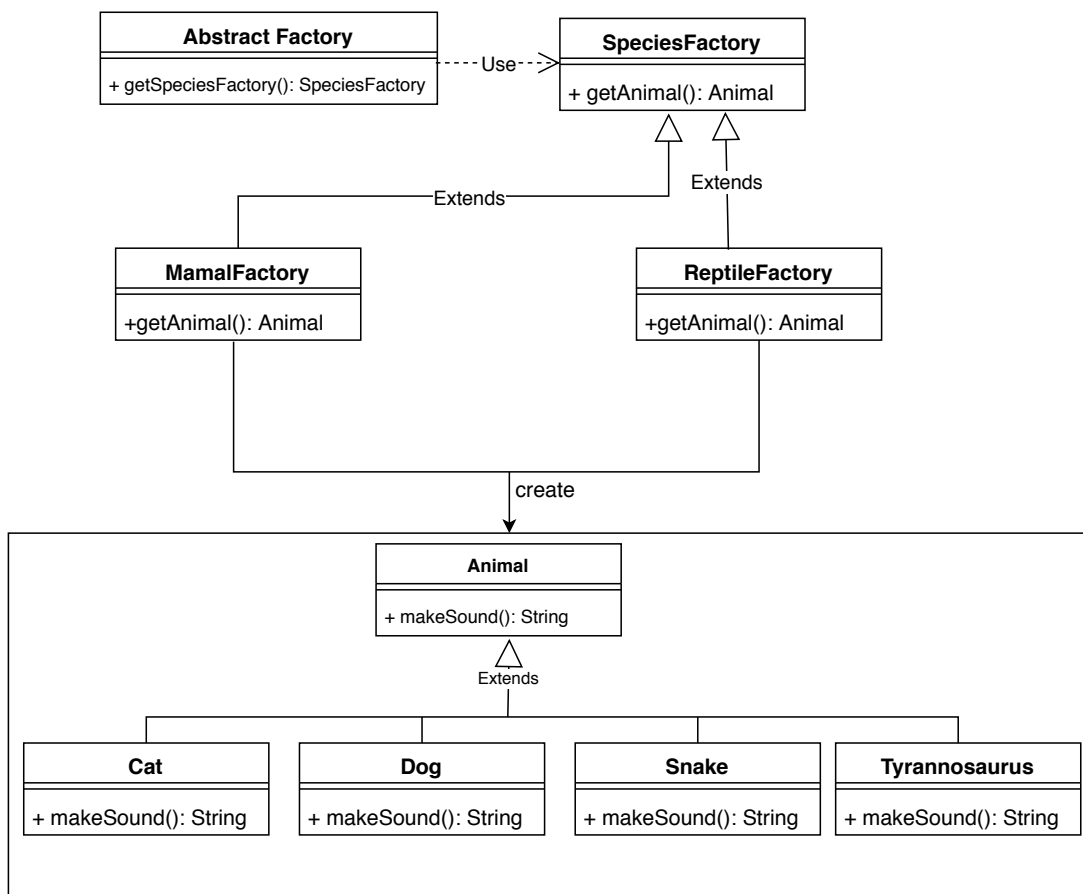 Abstract Factory
+ getSpeciesFactory(): SpeciesFactory
Use
SpeciesFactory
+ getAnimal(): Animal
Extends
Extends
MamalFactory
+getAnimal(): Animal
ReptileFactory
+getAnimal(): Animal
create
Animal
+ makeSound(): String
Extends
Cat
+ makeSound(): String
Dog
+ makeSound(): String
Snake
+ makeSound(): String
Tyrannosaurus
+ makeSound(): String